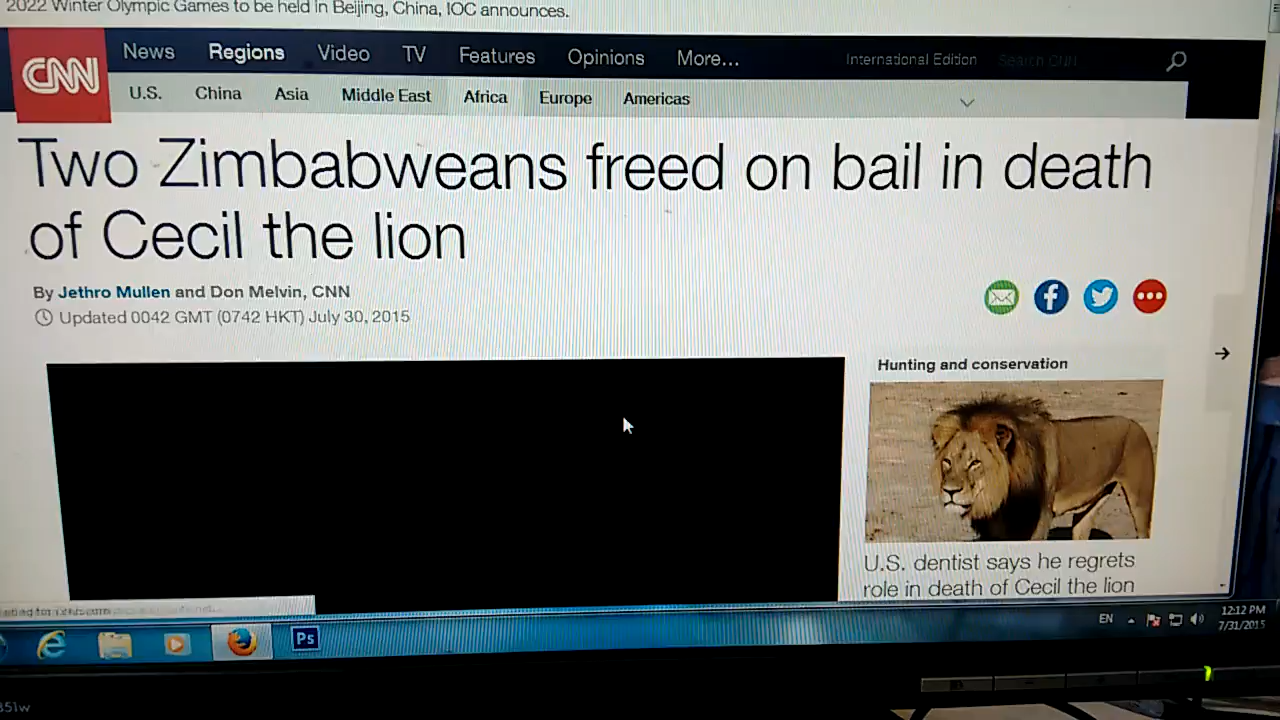 2022 Winter Olympic Games to be held in Beijing, China, IOC announces.
CNN
News Regions Video TV Features Opinions More...
International Edition Search CNN
U.S. China Asia Middle East Africa Europe Americas
Two Zimbabweans freed on bail in death
of Cecil the lion
By Jethro Mullen and Don Melvin, CNN
Updated 0042 GMT (0742 HKT) July 30, 2015
Hunting and conservation
U.S. dentist says he regrets
role in death of Cecil the lion
Ps
EN
12:12 PM
7/31/2015